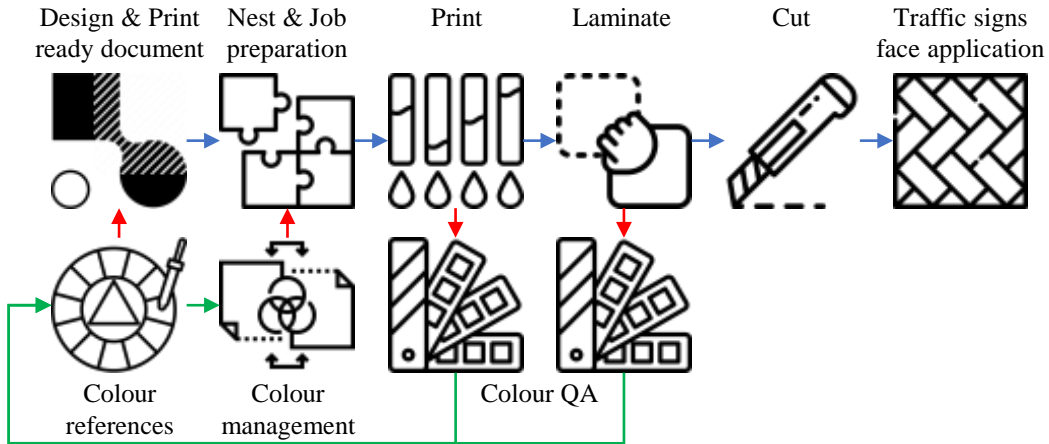 Design & Print
ready document
Nest & Job
preparation
Print
Laminate
Cut
Traffic signs
face application
Colour
references
Colour
management
Colour QA